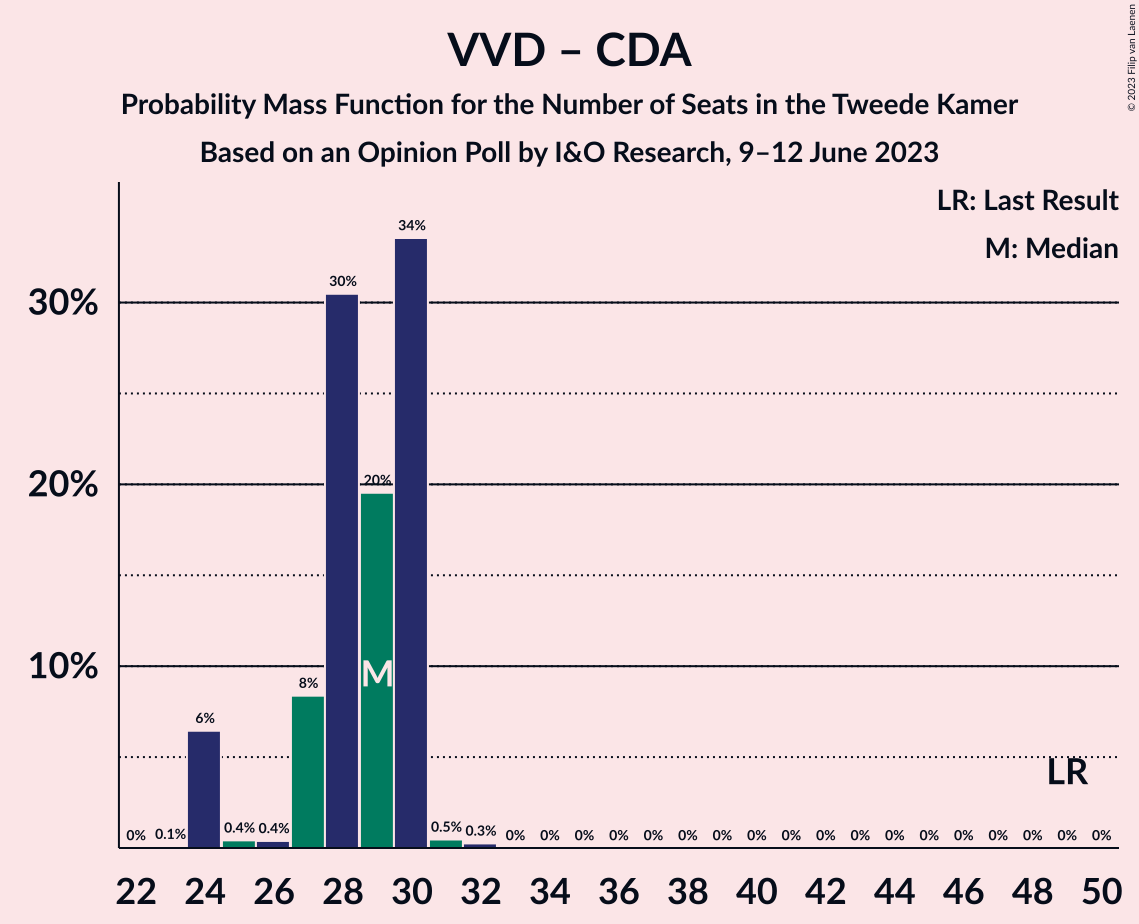 VVD – CDA
Probability Mass Function for the Number of Seats in the Tweede Kamer
Based on an Opinion Poll by I&O Research, 9–12 June 2023
© 2023 Filip van Laenen
LR: Last Result
M: Median
30%
20%
10%
0% 0.1% 6% 0.4% 0.4% 8% 30% 20% 34% 0.5% 0.3% 0% 0% 0% 0% 0% 0% 0% 0% 0% 0% 0% 0% 0% 0% 0% 0% 0% 0%
M
LR
22 24 26 28 30 32 34 36 38 40 42 44 46 48 50